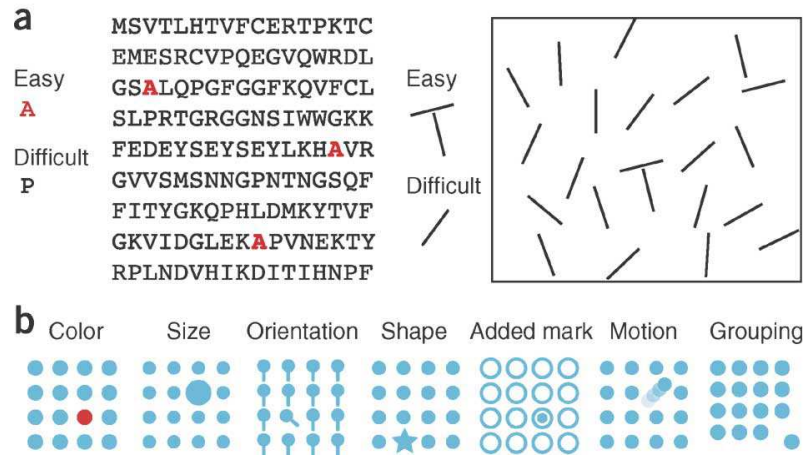 a
MSVTLHTVFCERTPKTC
EMESRCVPQEGVQWRDL
GSALQPGFGGFKQVFCL
SLPRTGRGGNSIWWGKK
FEDEYSEYSEYLKHAVR
GVVSMSNNGPNTNGSQF
FITYGKQPHLDMKYTVF
GKVIDGLEKAPVNEKTY
RPLNDVHIKDITIHNPF
Easy
A
Difficult
P
Easy
Difficult
b
Color Size Orientation Shape Added mark Motion Grouping